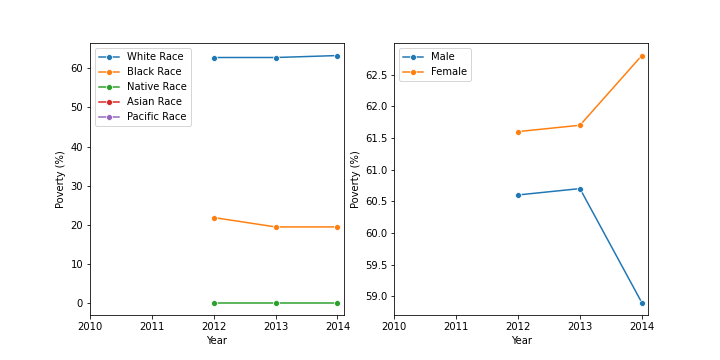 White Race
Black Race
Native Race
Asian Race
Pacific Race
60
50
40
30
20
10
0
Poverty (%)
2010 2011 2012 2013 2014
Year
Male
Female
62.5
62.0
61.5
61.0
60.5
60.0
59.5
59.0
Poverty (%)
2010 2011 2012 2013 2014
Year